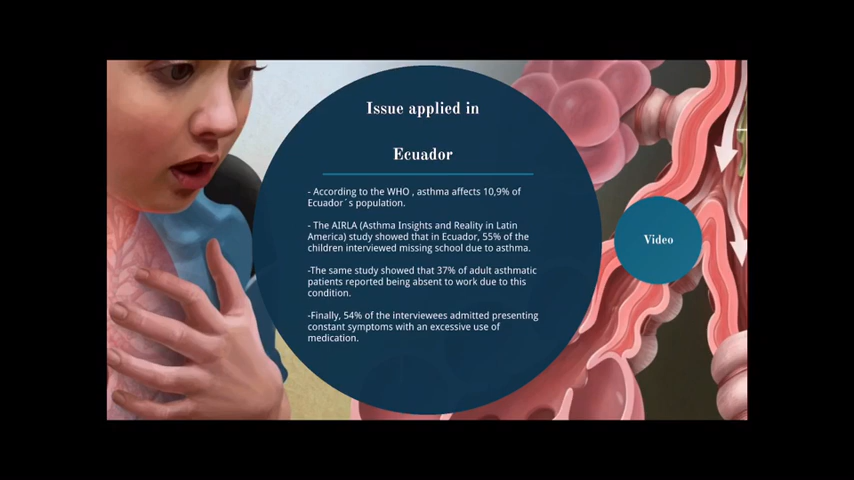 Issue applied in
Ecuador
- According to the WHO , asthma affects 10,9% of
Ecuador´s population.
- The AIRLA (Asthma Insights and Reality in Latin
America) study showed that in Ecuador, 55% of the
children interviewed missing school due to asthma.
-The same study showed that 37% of adult asthmatic
patients reported being absent to work due to this
condition.
-Finally, 54% of the interviewees admitted presenting
constant symptoms with an excessive use of
medication.
Video